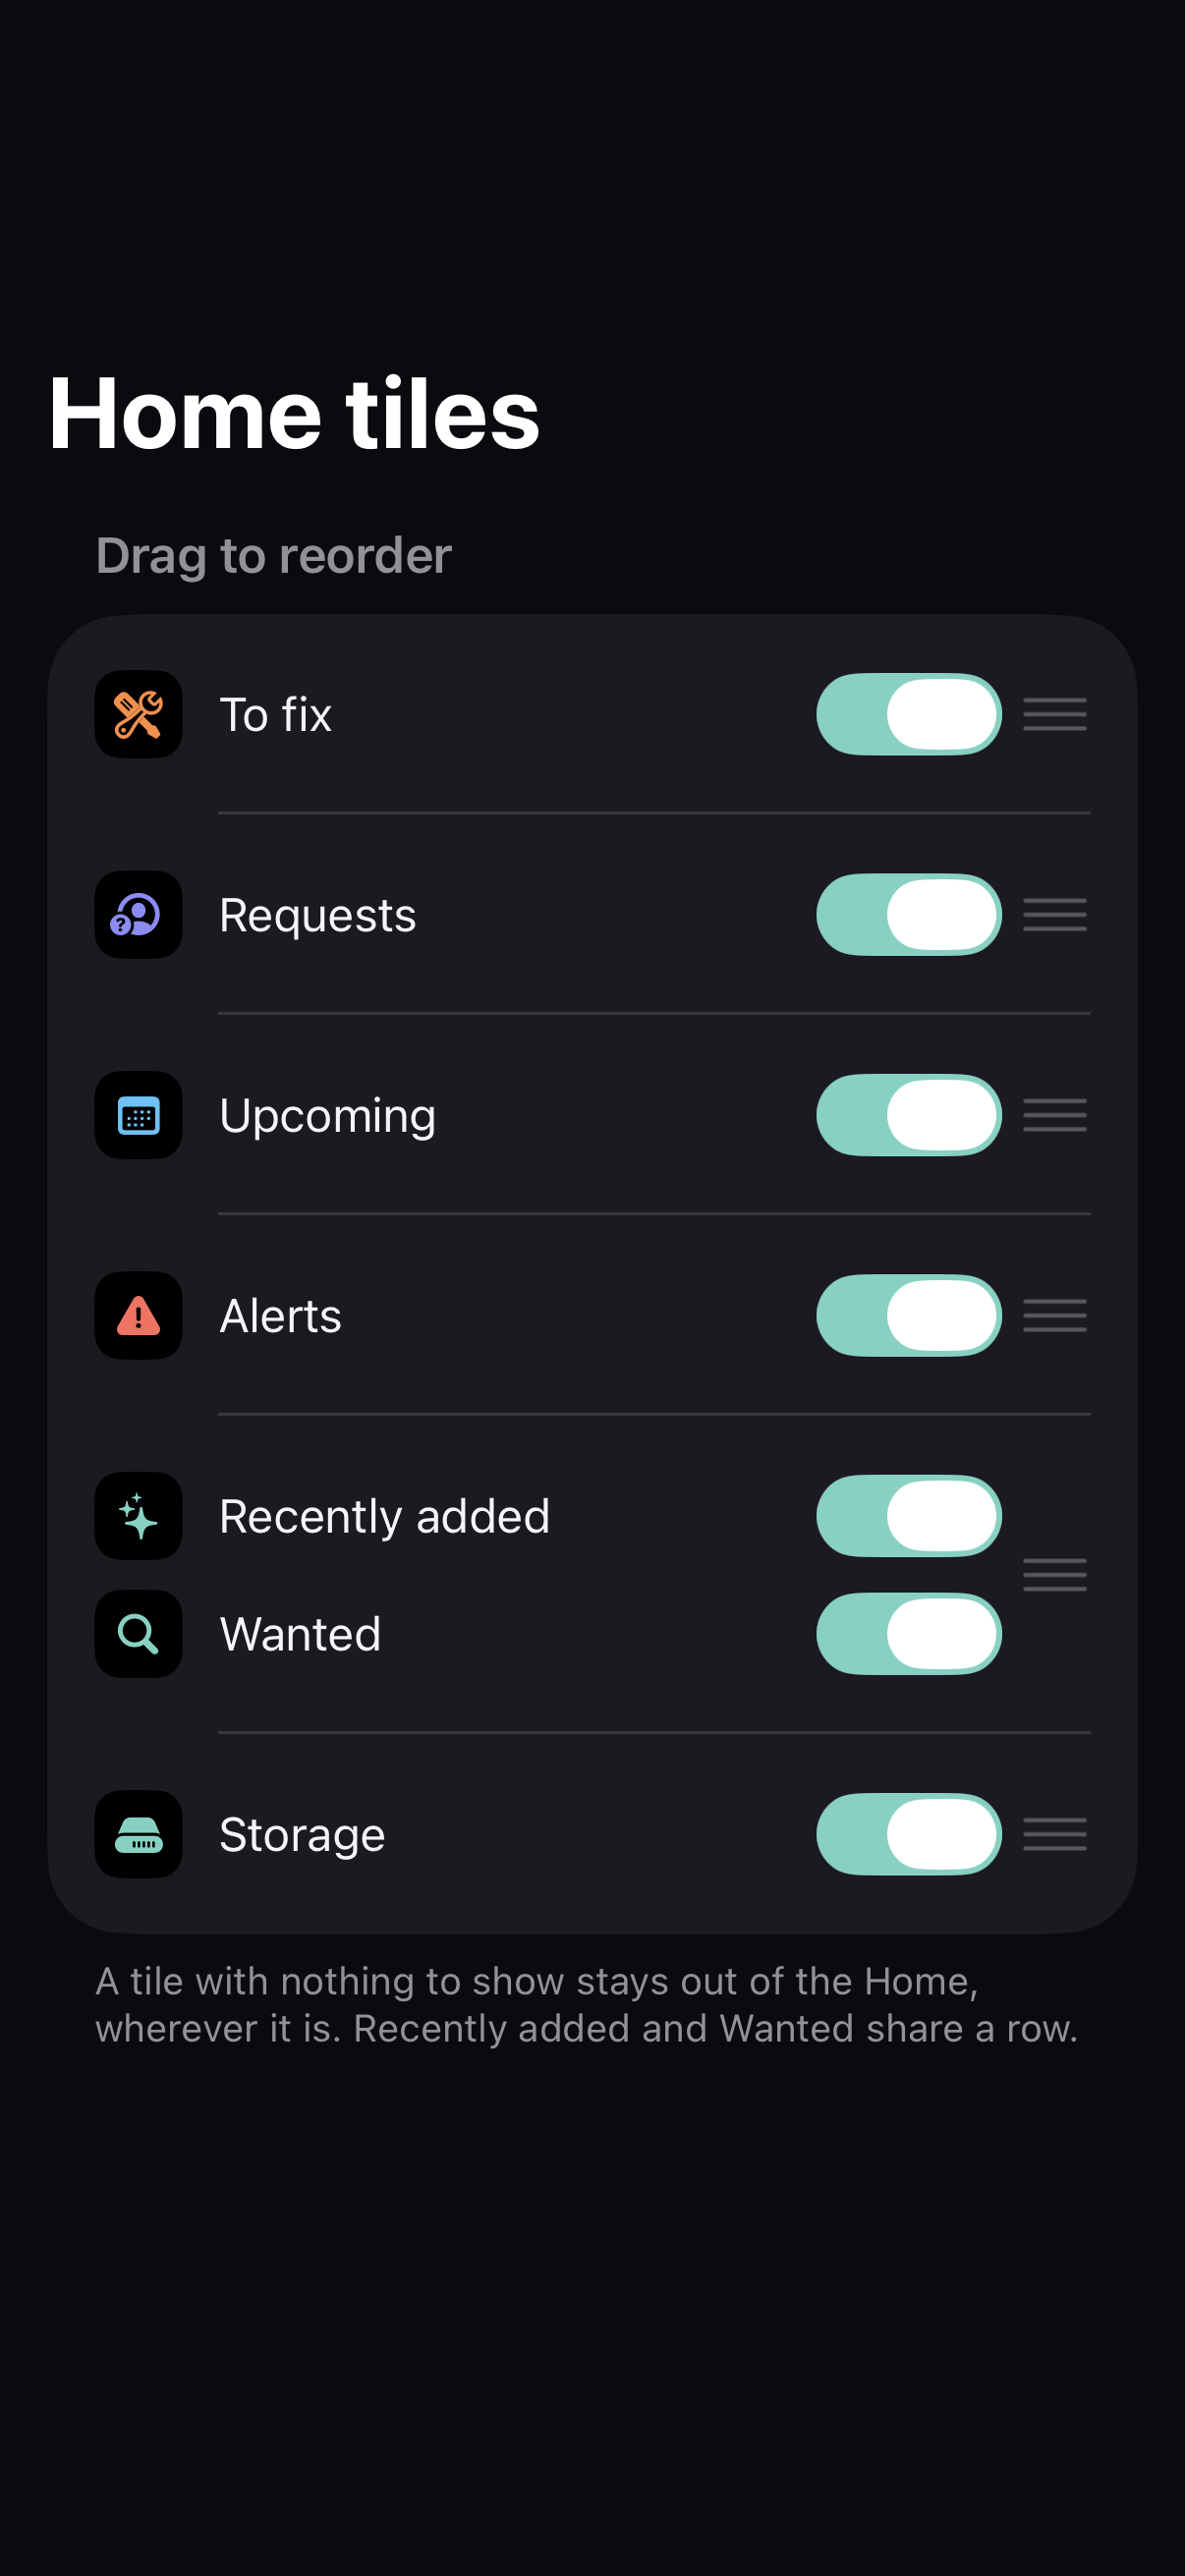 Home tiles
Drag to reorder
To fix
Requests
Upcoming
Alerts
Recently added
Wanted
Storage
A tile with nothing to show stays out of the Home,
wherever it is. Recently added and Wanted share a row.